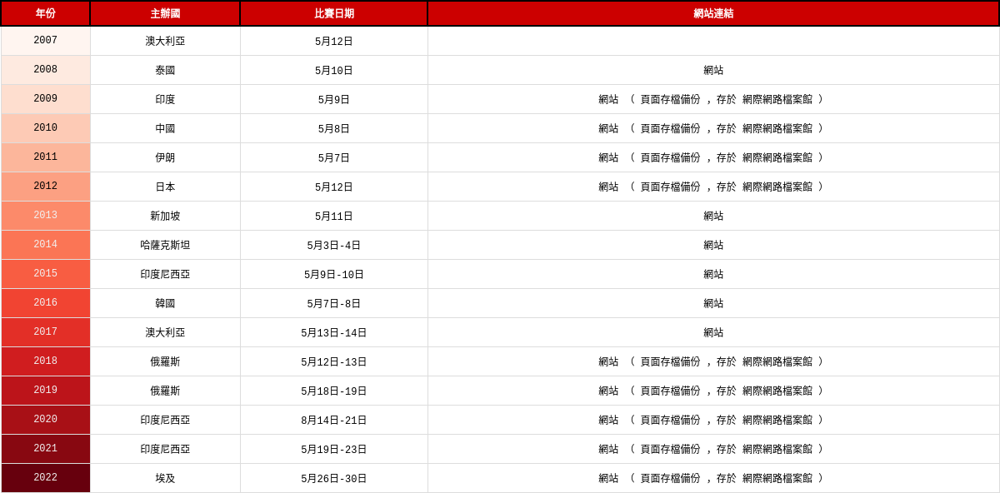 年份 主辦國 比賽日期 網站連結
2007 澳大利亞 5月12日
2008 泰國 5月10日 網站
2009 印度 5月9日 網站 （ 頁面存檔備份 ，存於 網際網路檔案館 ）
2010 中國 5月8日 網站 （ 頁面存檔備份 ，存於 網際網路檔案館 ）
2011 伊朗 5月7日 網站 （ 頁面存檔備份 ，存於 網際網路檔案館 ）
2012 日本 5月12日 網站 （ 頁面存檔備份 ，存於 網際網路檔案館 ）
2013 新加坡 5月11日 網站
2014 哈薩克斯坦 5月3日-4日 網站
2015 印度尼西亞 5月9日-10日 網站
2016 韓國 5月7日-8日 網站
2017 澳大利亞 5月13日-14日 網站
2018 俄羅斯 5月12日-13日 網站 （ 頁面存檔備份 ，存於 網際網路檔案館 ）
2019 俄羅斯 5月18日-19日 網站 （ 頁面存檔備份 ，存於 網際網路檔案館 ）
2020 印度尼西亞 8月14日-21日 網站 （ 頁面存檔備份 ，存於 網際網路檔案館 ）
2021 印度尼西亞 5月19日-23日 網站 （ 頁面存檔備份 ，存於 網際網路檔案館 ）
2022 埃及 5月26日-30日 網站 （ 頁面存檔備份 ，存於 網際網路檔案館 ）